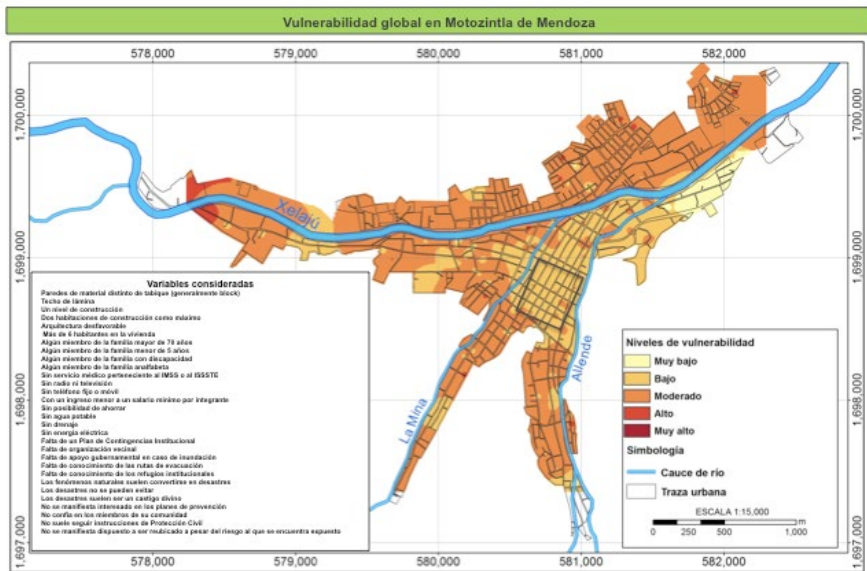 Vulnerabilidad global en Motozintla de Mendoza
578,000 579,000 580,000 581,000 582,000
1,700,000 1,700,000
1,699,000 1,699,000
1,698,000 1,698,000
1,697,000 1,697,000
Xelajú
La Mina
Allende
Variables consideradas
Paredes de material distinto de tabique (generalmente block)
Techo de lámina
Un nivel de construcción
Dos habitaciones de construcción como máximo
Arquitectura desfavorable
Más de 6 habitantes en la vivienda
Algún miembro de la familia mayor de 70 años
Algún miembro de la familia menor de 5 años
Algún miembro de la familia con discapacidad
Algún miembro de la familia analfabeta
Sin servicio médico perteneciente al IMSS o al ISSSTE
Sin radio ni televisión
Sin teléfono fijo o móvil
Con un ingreso menor a un salario mínimo por integrante
Sin posibilidad de ahorrar
Sin agua potable
Sin drenaje
Sin energía eléctrica
Falta de un Plan de Contingencias Institucional
Falta de organización vecinal
Falta de apoyo gubernamental en caso de inundación
Falta de conocimiento de las rutas de evacuación
Falta de conocimiento de los refugios institucionales
Los fenómenos naturales suelen convertirse en desastres
Los desastres no se pueden evitar
Los desastres suelen ser un castigo divino
No se manifiesta interesado en los planes de prevención
No confía en los miembros de su comunidad
No suele seguir instrucciones de Protección Civil
No se manifiesta dispuesto a ser reubicado a pesar del riesgo al que se encuentra expuesto
Niveles de vulnerabilidad
Muy bajo
Bajo
Moderado
Alto
Muy alto
Simbología
Cauce de río
Traza urbana
ESCALA 1:15,000
0 250 500 1,000
m
578,000 579,000 580,000 581,000 582,000